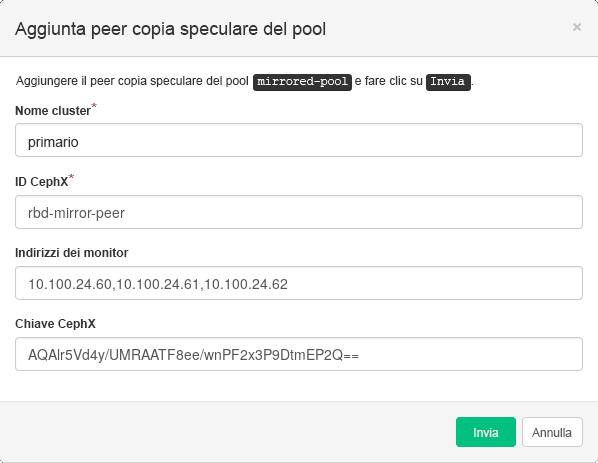 Aggiunta peer copia speculare del pool ×
Aggiungere il peer copia speculare del pool mirrored-pool e fare clic su Invia.
Nome cluster*
primario
ID CephX*
rbd-mirror-peer
Indirizzi dei monitor
10.100.24.60,10.100.24.61,10.100.24.62
Chiave CephX
AQAlr5Vd4y/UMRAATF8ee/wnPF2x3P9DtmEP2Q==
Invia Annulla